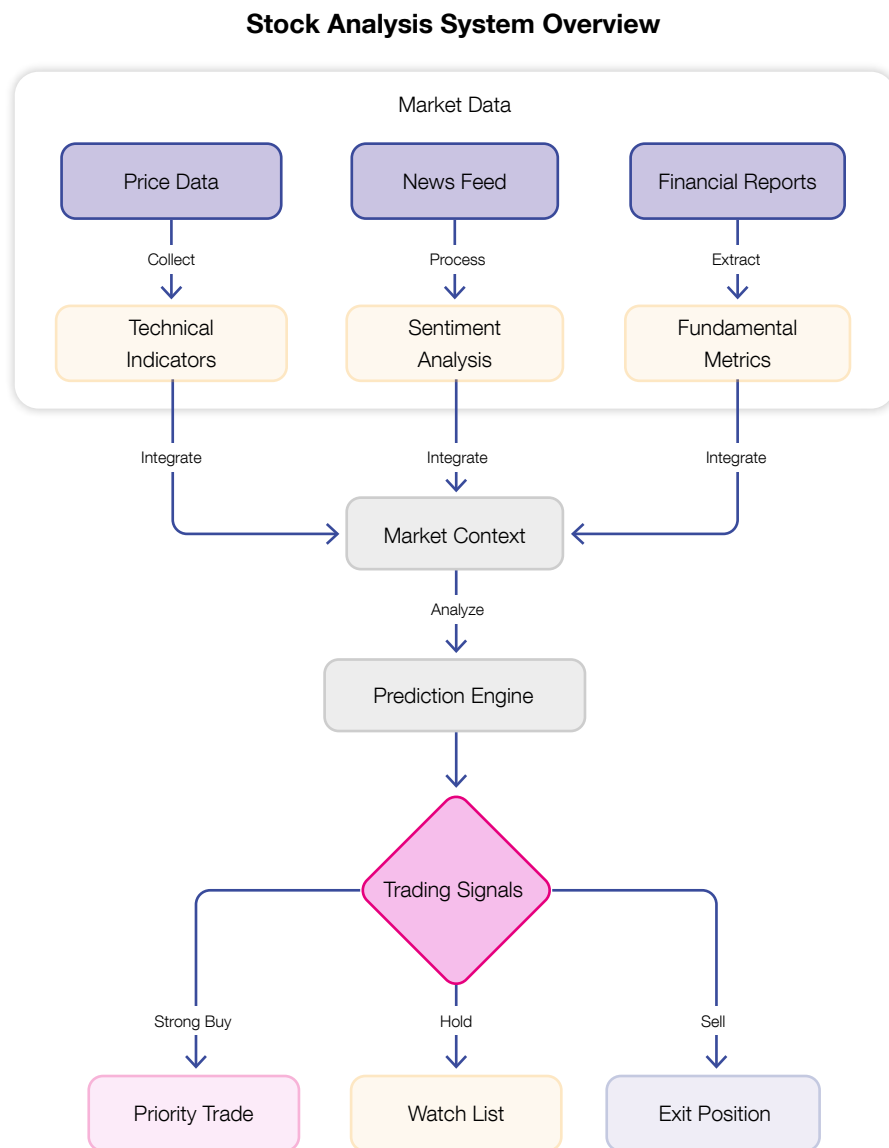 Stock Analysis System Overview
Market Data
Price Data
News Feed
Financial Reports
Collect
Process
Extract
Technical
Indicators
Sentiment
Analysis
Fundamental
Metrics
Integrate
Integrate
Integrate
Market Context
Analyze
Prediction Engine
Trading Signals
Strong Buy
Hold
Sell
Priority Trade
Watch List
Exit Position